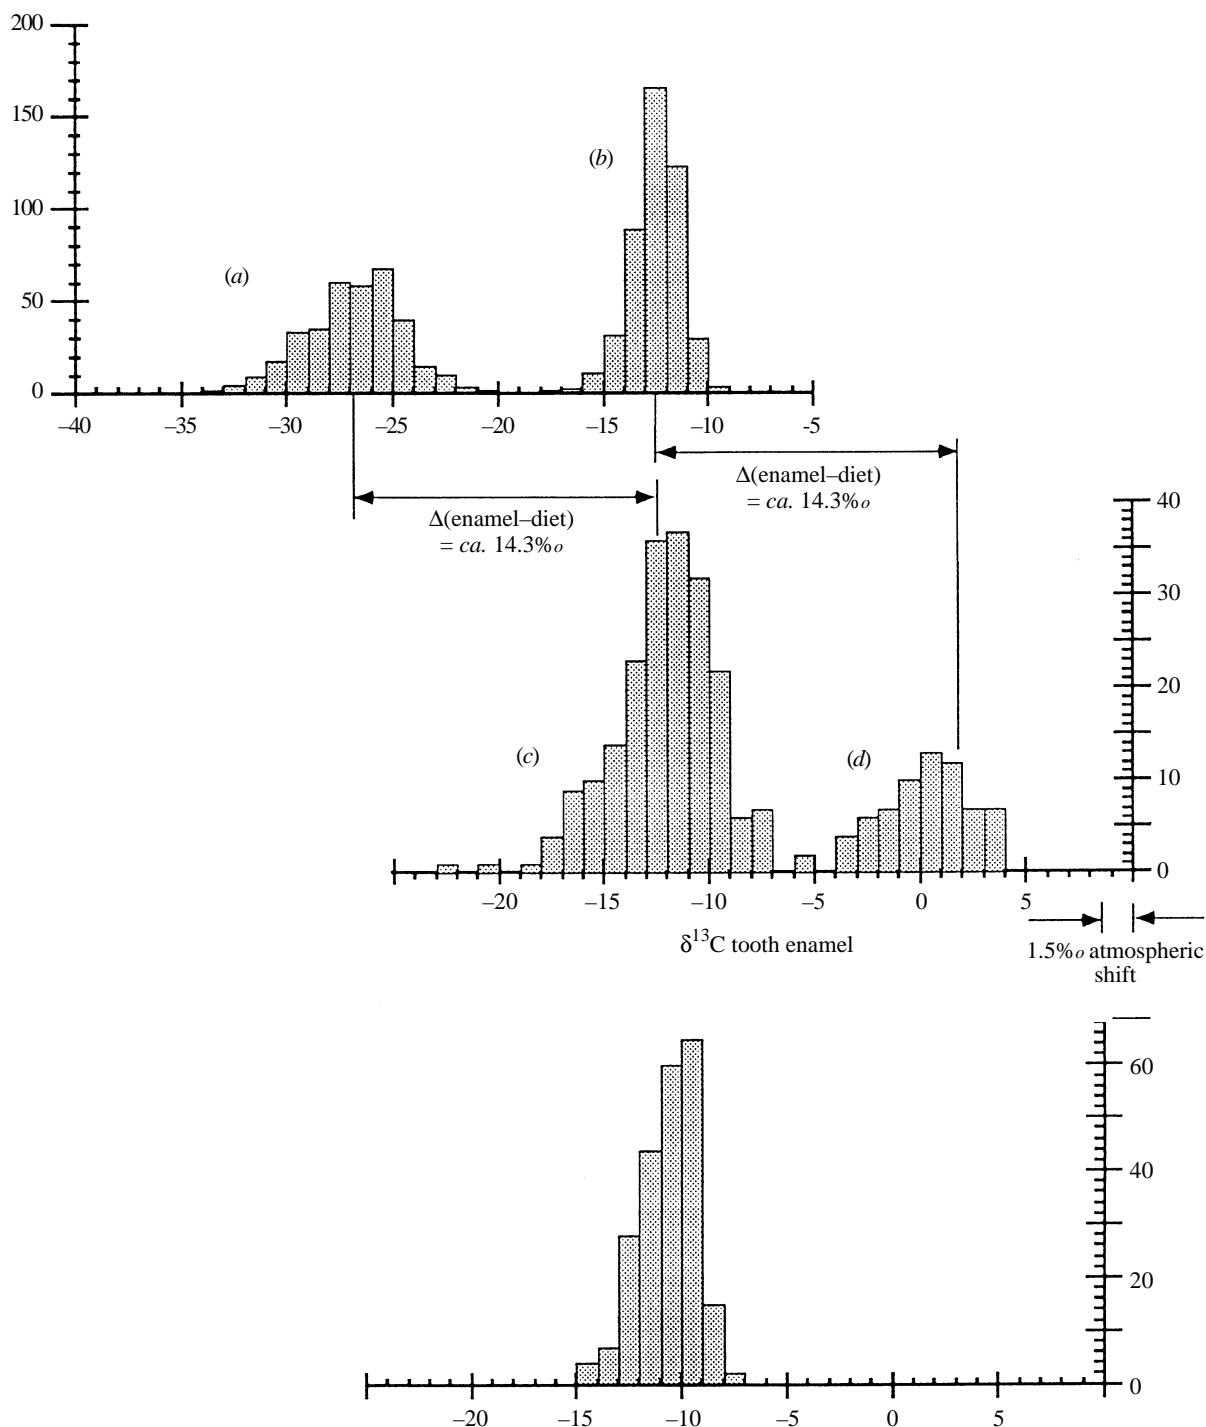 200
150
100
50
0
(a)
(b)
–40 –35 –30 –25 –20 –15 –10 -5
Δ(enamel–diet)
= ca. 14.3%o
Δ(enamel–diet)
= ca. 14.3%o
40
30
20
10
0
(c)
(d)
–20 –15 –10 –5 0 5
δ13C tooth enamel
1.5%o atmospheric
shift
60
40
20
0
–20 –15 –10 –5 0 5